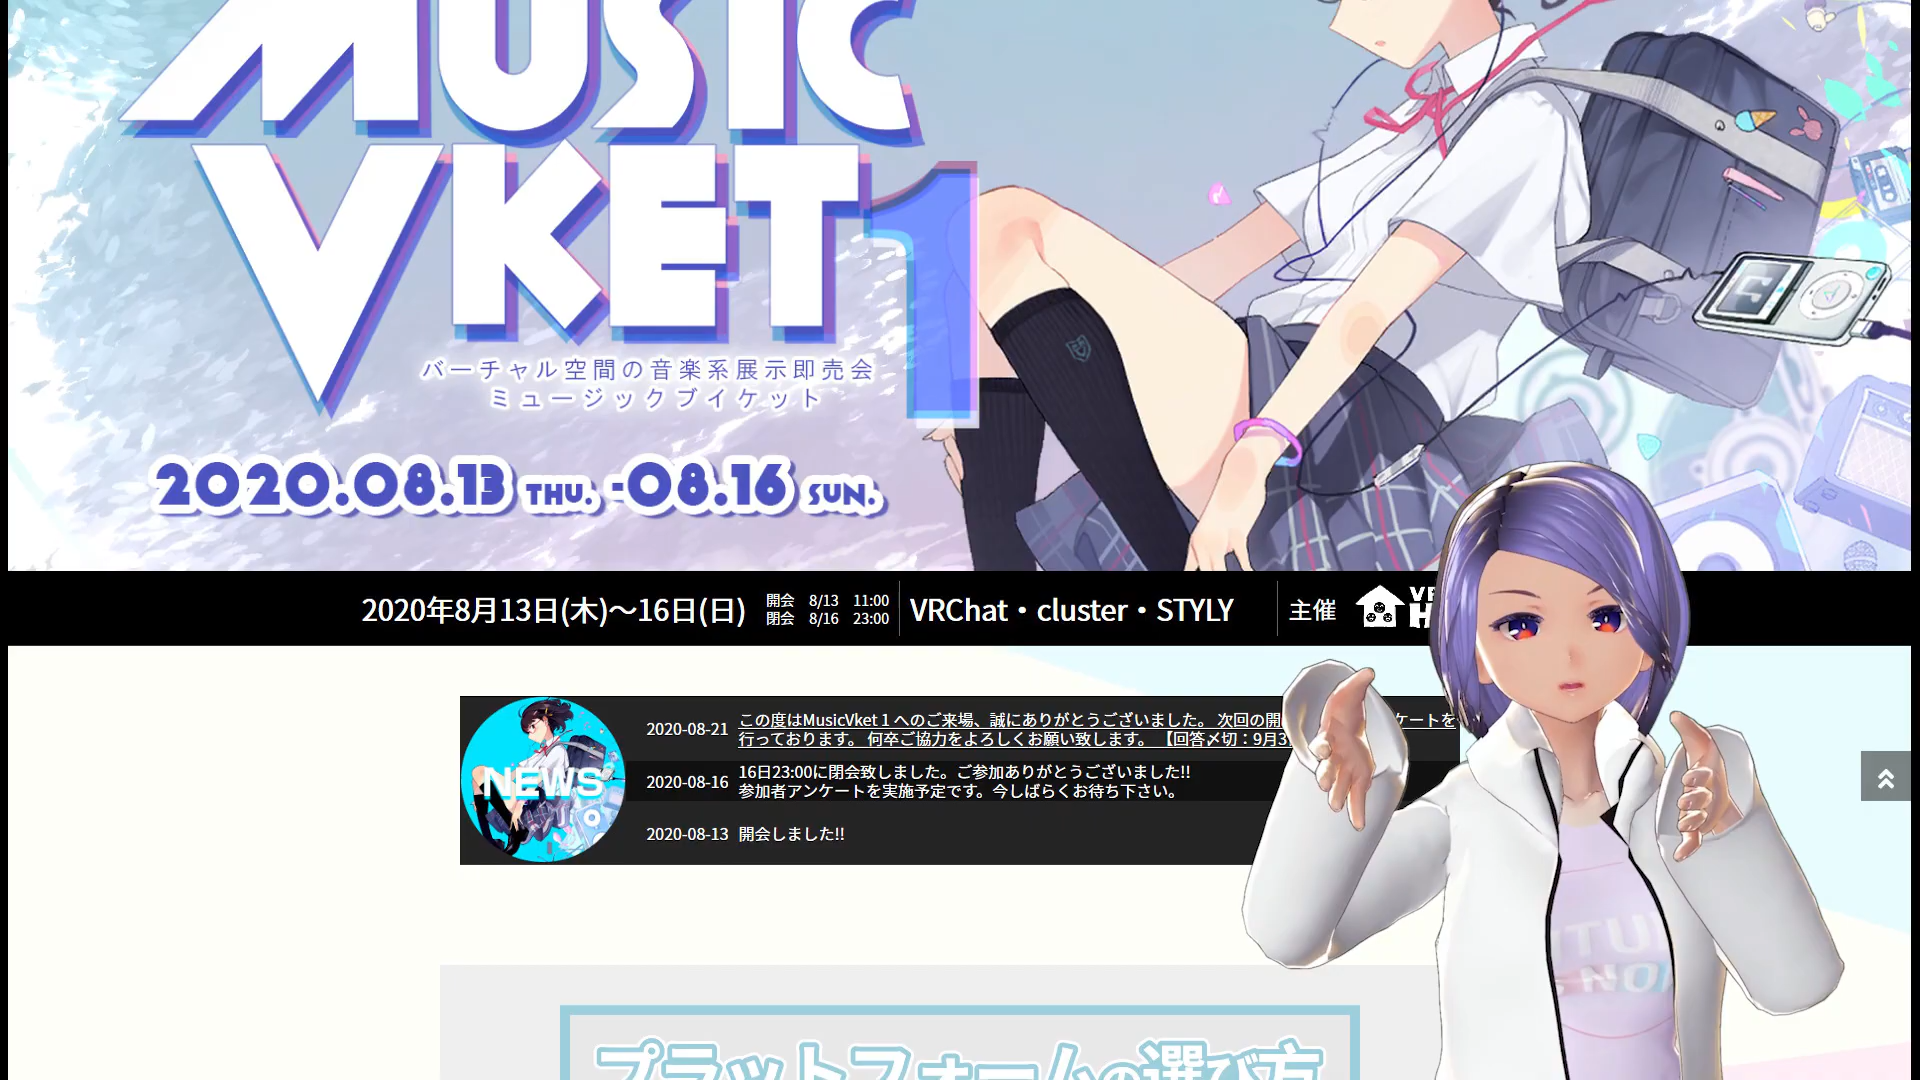 MUSIC
VKET 1
バーチャル空間の音楽系展示即売会
ミュージックブイケット
2020.08.13 THU. -08.16 SUN.
2020年8月13日(木)～16日(日)
開会 8/13 11:00
閉会 8/16 23:00
VRChat・cluster・STYLY
主催
NEWS
2020-08-21
この度はMusicVket１へのご来場、誠にありがとうございました。 次回の開
ケートを
行っております。 何卒ご協力をよろしくお願い致します。 【回答〆切：9月3
2020-08-16
16日23:00に閉会致しました。ご参加ありがとうございました!!
参加者アンケートを実施予定です。今しばらくお待ち下さい。
2020-08-13 開会しました!!
プラットフォームの選び方